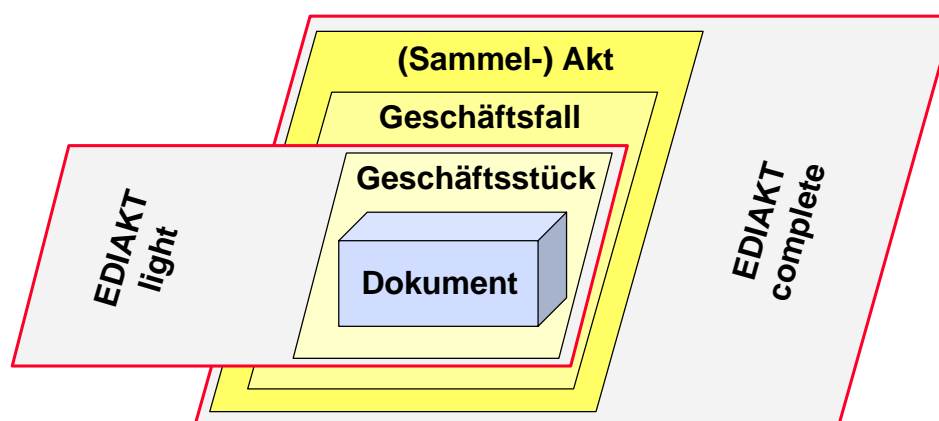 (Sammel-) Akt
Geschäftsfall
Geschäftsstück
Dokument
EDIAKT
light
EDIAKT
complete